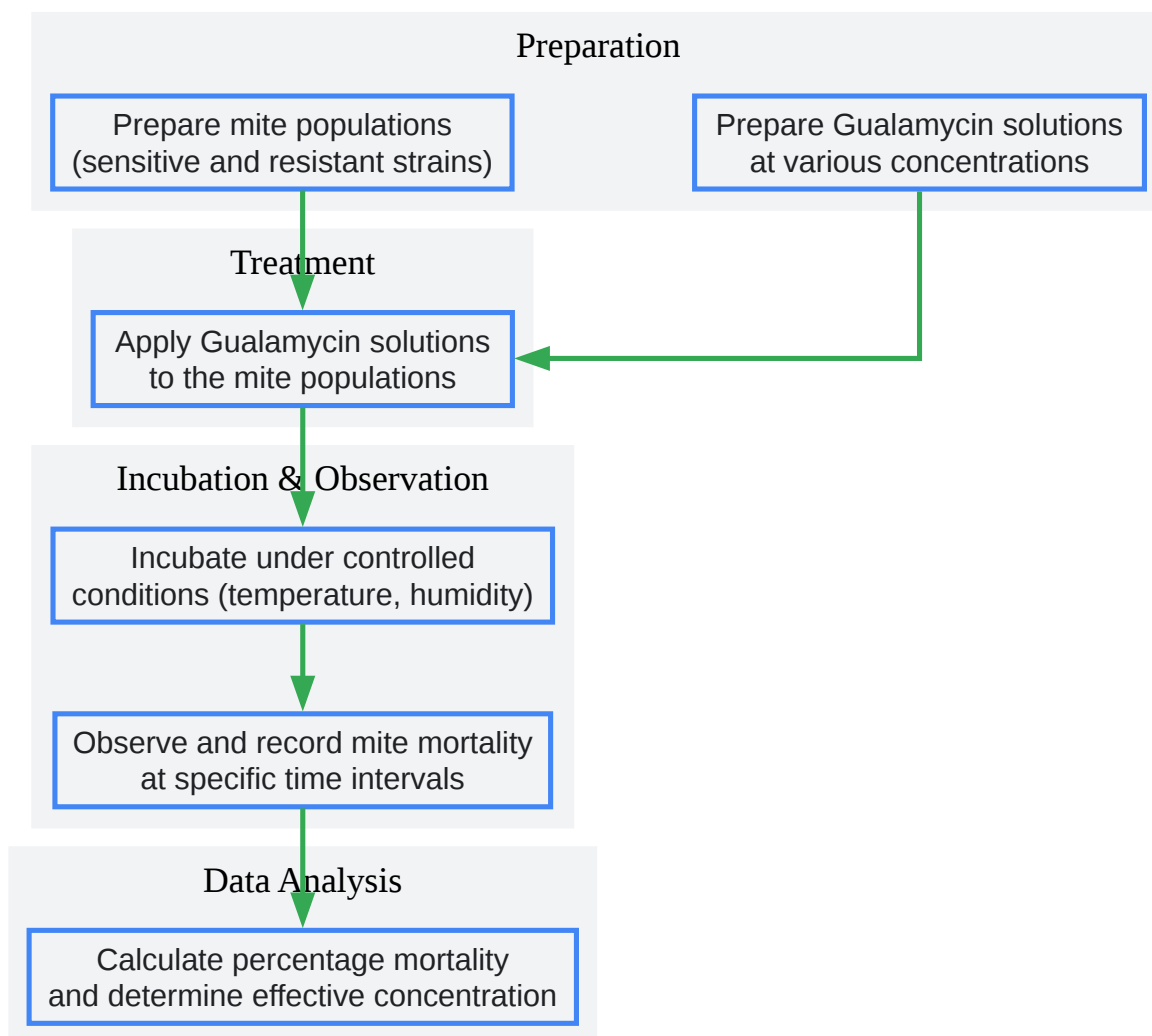 Preparation
Prepare mite populations
(sensitive and resistant strains)
Prepare Gualamycin solutions
at various concentrations
Treatment
Apply Gualamycin solutions
to the mite populations
Incubation & Observation
Incubate under controlled
conditions (temperature, humidity)
Observe and record mite mortality
at specific time intervals
Data Analysis
Calculate percentage mortality
and determine effective concentration